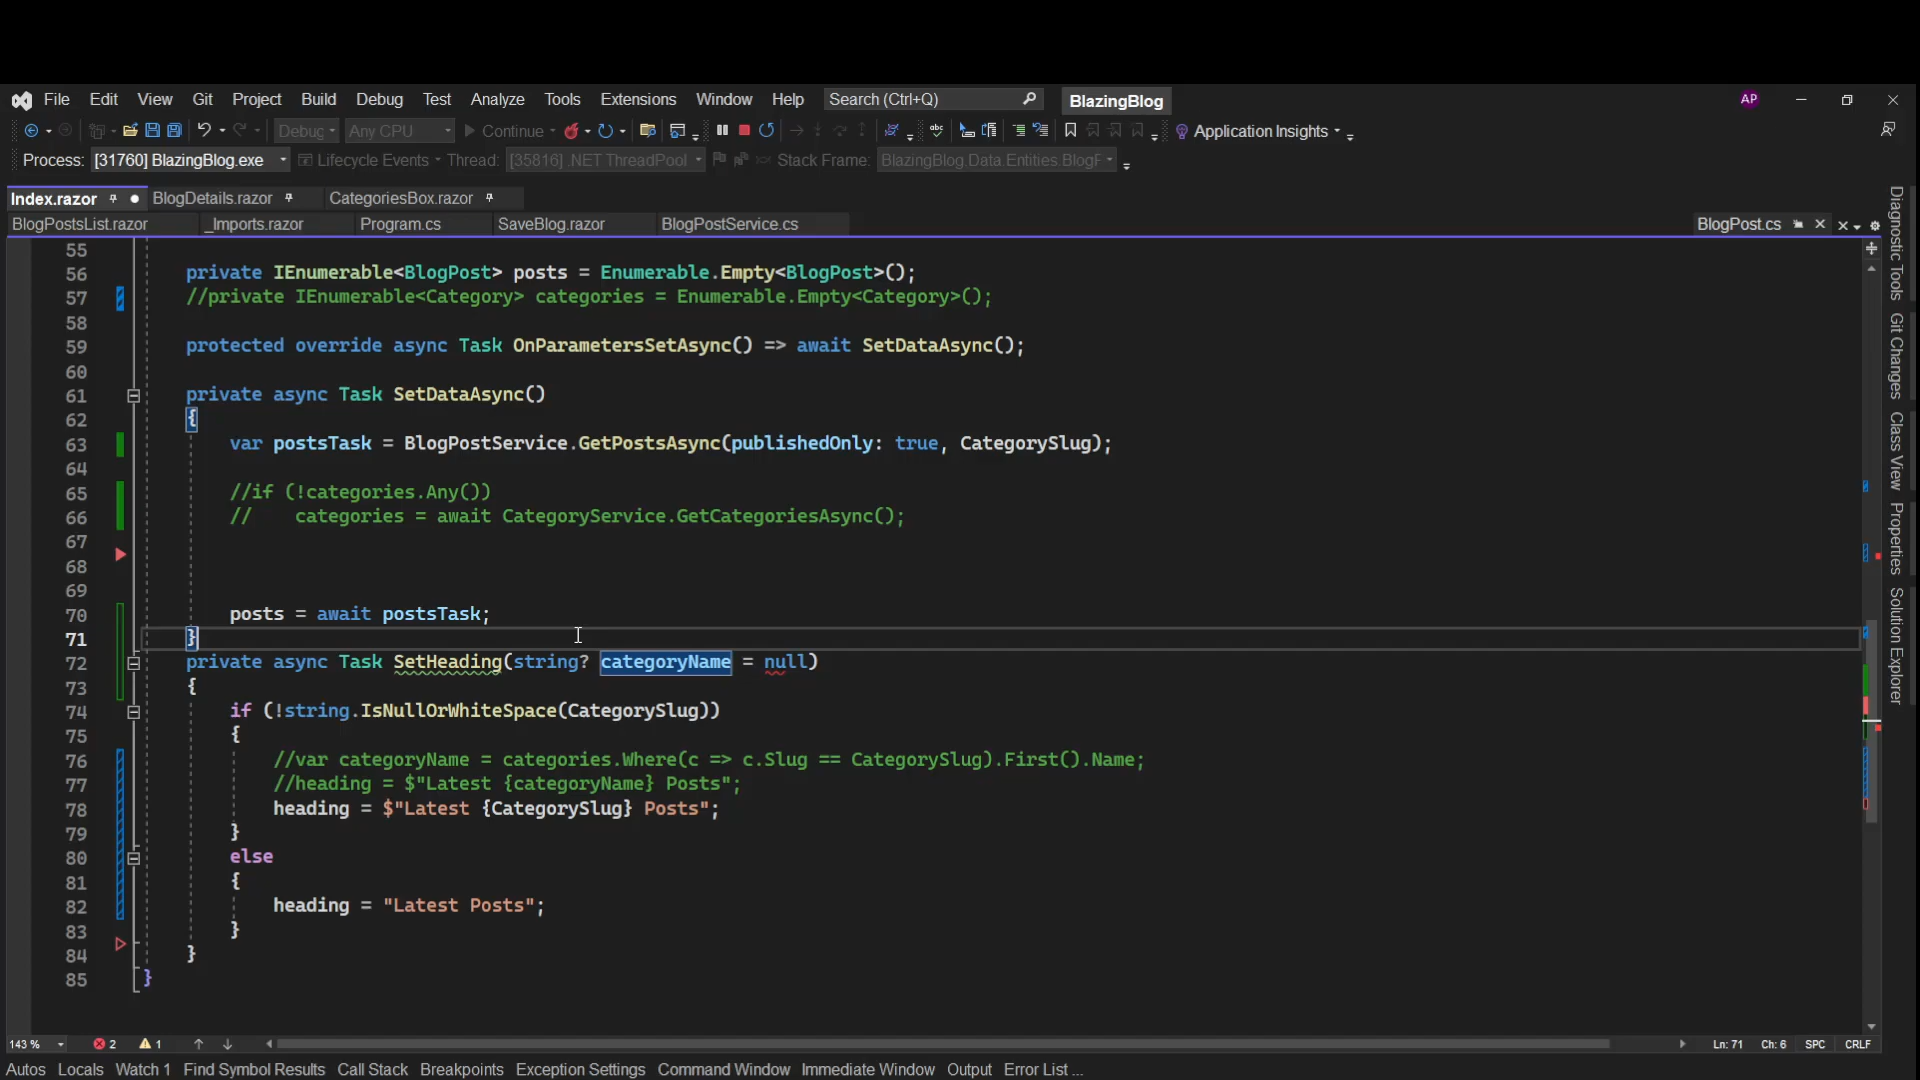 File Edit View Git Project Build Debug Test Analyze Tools Extensions Window Help Search (Ctrl+Q) BlazingBlog AP
Debug Any CPU Continue Application Insights
Process: [31760] BlazingBlog.exe Lifecycle Events Thread: [35816] .NET ThreadPool Stack Frame: BlazingBlog.Data.Entities.BlogF
Index.razor BlogDetails.razor CategoriesBox.razor
BlogPostsList.razor _Imports.razor Program.cs SaveBlog.razor BlogPostService.cs BlogPost.cs
55
56 private IEnumerable<BlogPost> posts = Enumerable.Empty<BlogPost>();
57 //private IEnumerable<Category> categories = Enumerable.Empty<Category>();
58
59 protected override async Task OnParametersSetAsync() => await SetDataAsync();
60
61 private async Task SetDataAsync()
62 {
63 var postsTask = BlogPostService.GetPostsAsync(publishedOnly: true, CategorySlug);
64
65 //if (!categories.Any())
66 // categories = await CategoryService.GetCategoriesAsync();
67
68
69
70 posts = await postsTask;
71 }
72 private async Task SetHeading(string? categoryName = null)
73 {
74 if (!string.IsNullOrWhiteSpace(CategorySlug))
75 {
76 //var categoryName = categories.Where(c => c.Slug == CategorySlug).First().Name;
77 //heading = $"Latest {categoryName} Posts";
78 heading = $"Latest {CategorySlug} Posts";
79 }
80 else
81 {
82 heading = "Latest Posts";
83 }
84 }
85 }
Diagnostic Tools
Git Changes
Class View
Properties
Solution Explorer
143 % 2 1 Ln: 71 Ch: 6 SPC CRLF
Autos Locals Watch 1 Find Symbol Results Call Stack Breakpoints Exception Settings Command Window Immediate Window Output Error List ...